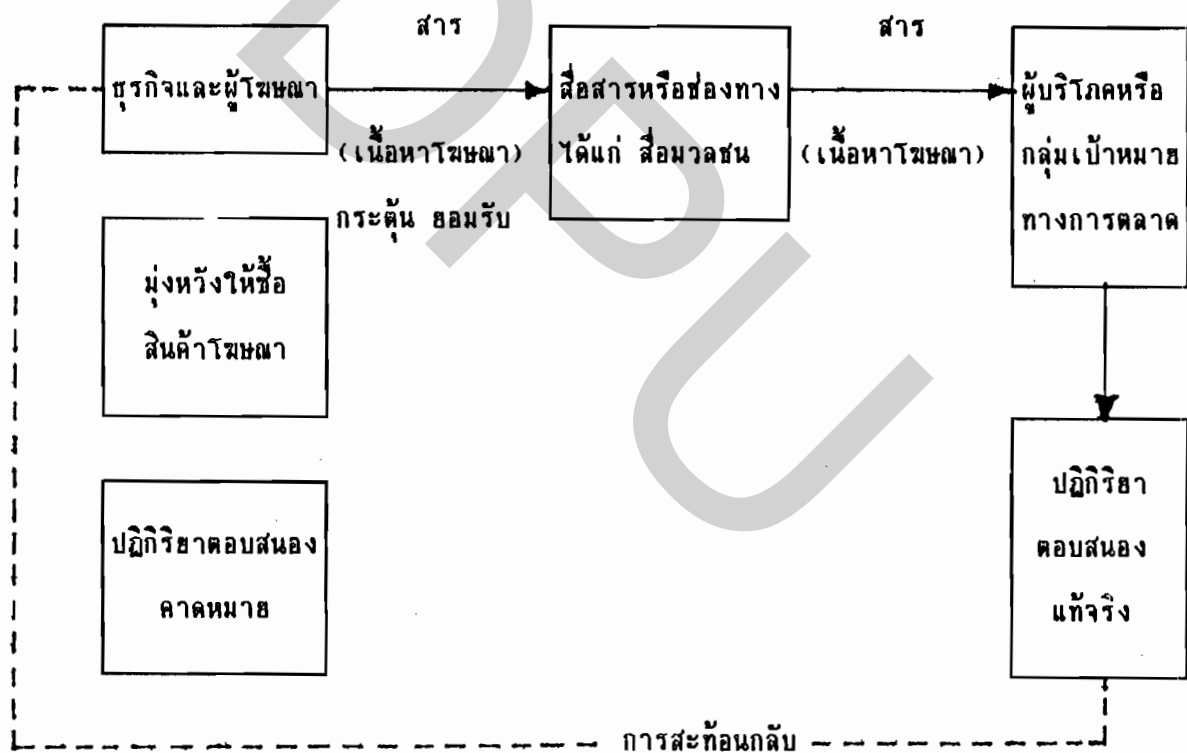 สาร
สาร
ธุรกิจและผู้โฆษณา
(เนื้อหาโฆษณา)
กระตุ้น ยอมรับ
สื่อสารหรือช่องทาง
ได้แก่ สื่อมวลชน
(เนื้อหาโฆษณา)
ผู้บริโภคหรือ
กลุ่มเป้าหมาย
ทางการตลาด
มุ่งหวังให้ซื้อ
สินค้าโฆษณา
ปฏิกิริยาตอบสนอง
คาดหมาย
ปฏิกิริยา
ตอบสนอง
แท้จริง
การสะท้อนกลับ
DPU